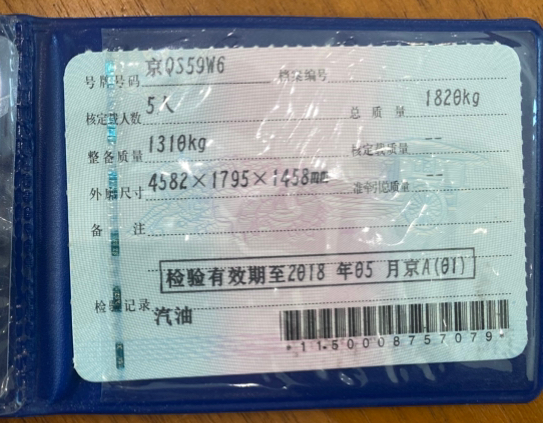 号牌号码 京QS59W6 档案编号
核定载人数 5人 总质量 1820kg
整备质量 1310kg 核定载质量 --
外廓尺寸 4582×1795×1458mm 准牵引总质量 --
备注
检验有效期至2018 年05 月京A(01)
检验记录
汽油
*1150008757079*